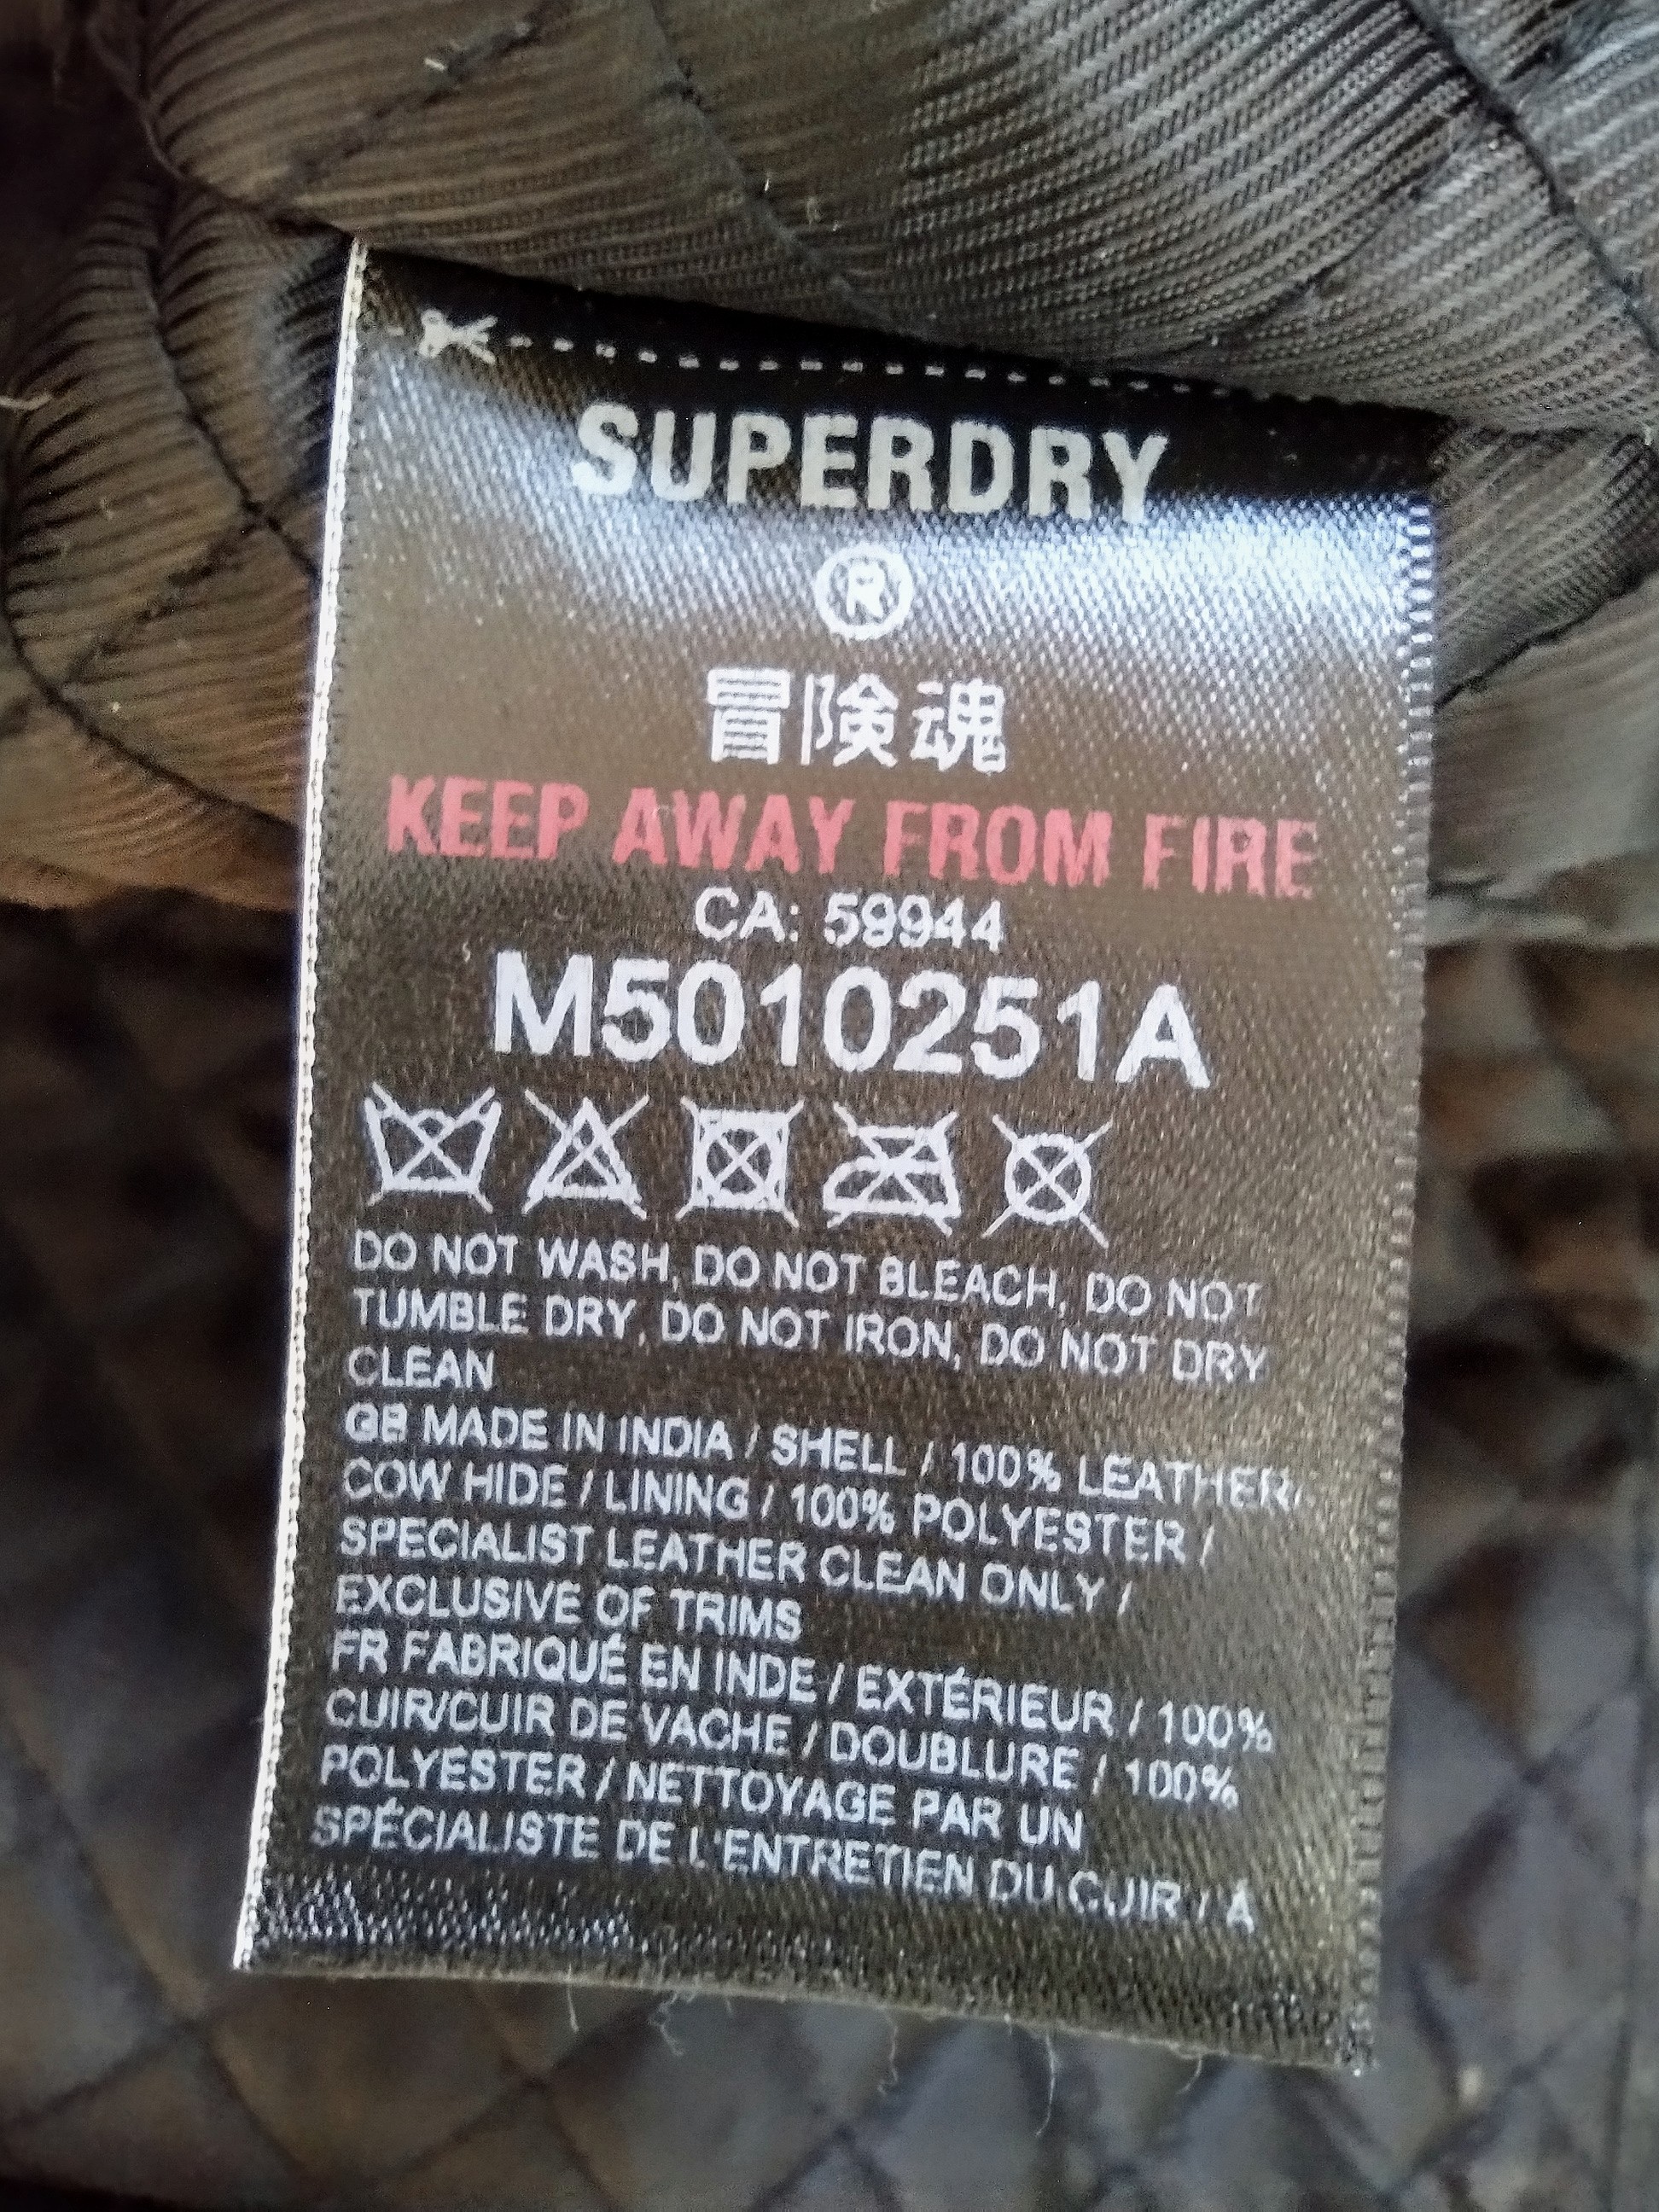 SUPERDRY
®
冒険魂
KEEP AWAY FROM FIRE
CA: 59944
M5010251A
DO NOT WASH, DO NOT BLEACH, DO NOT
TUMBLE DRY, DO NOT IRON, DO NOT DRY
CLEAN
GB MADE IN INDIA / SHELL / 100% LEATHER/
COW HIDE / LINING / 100% POLYESTER /
SPECIALIST LEATHER CLEAN ONLY /
EXCLUSIVE OF TRIMS
FR FABRIQUÉ EN INDE / EXTÉRIEUR / 100%
CUIR/CUIR DE VACHE / DOUBLURE / 100%
POLYESTER / NETTOYAGE PAR UN
SPÉCIALISTE DE L'ENTRETIEN DU CUIR / À